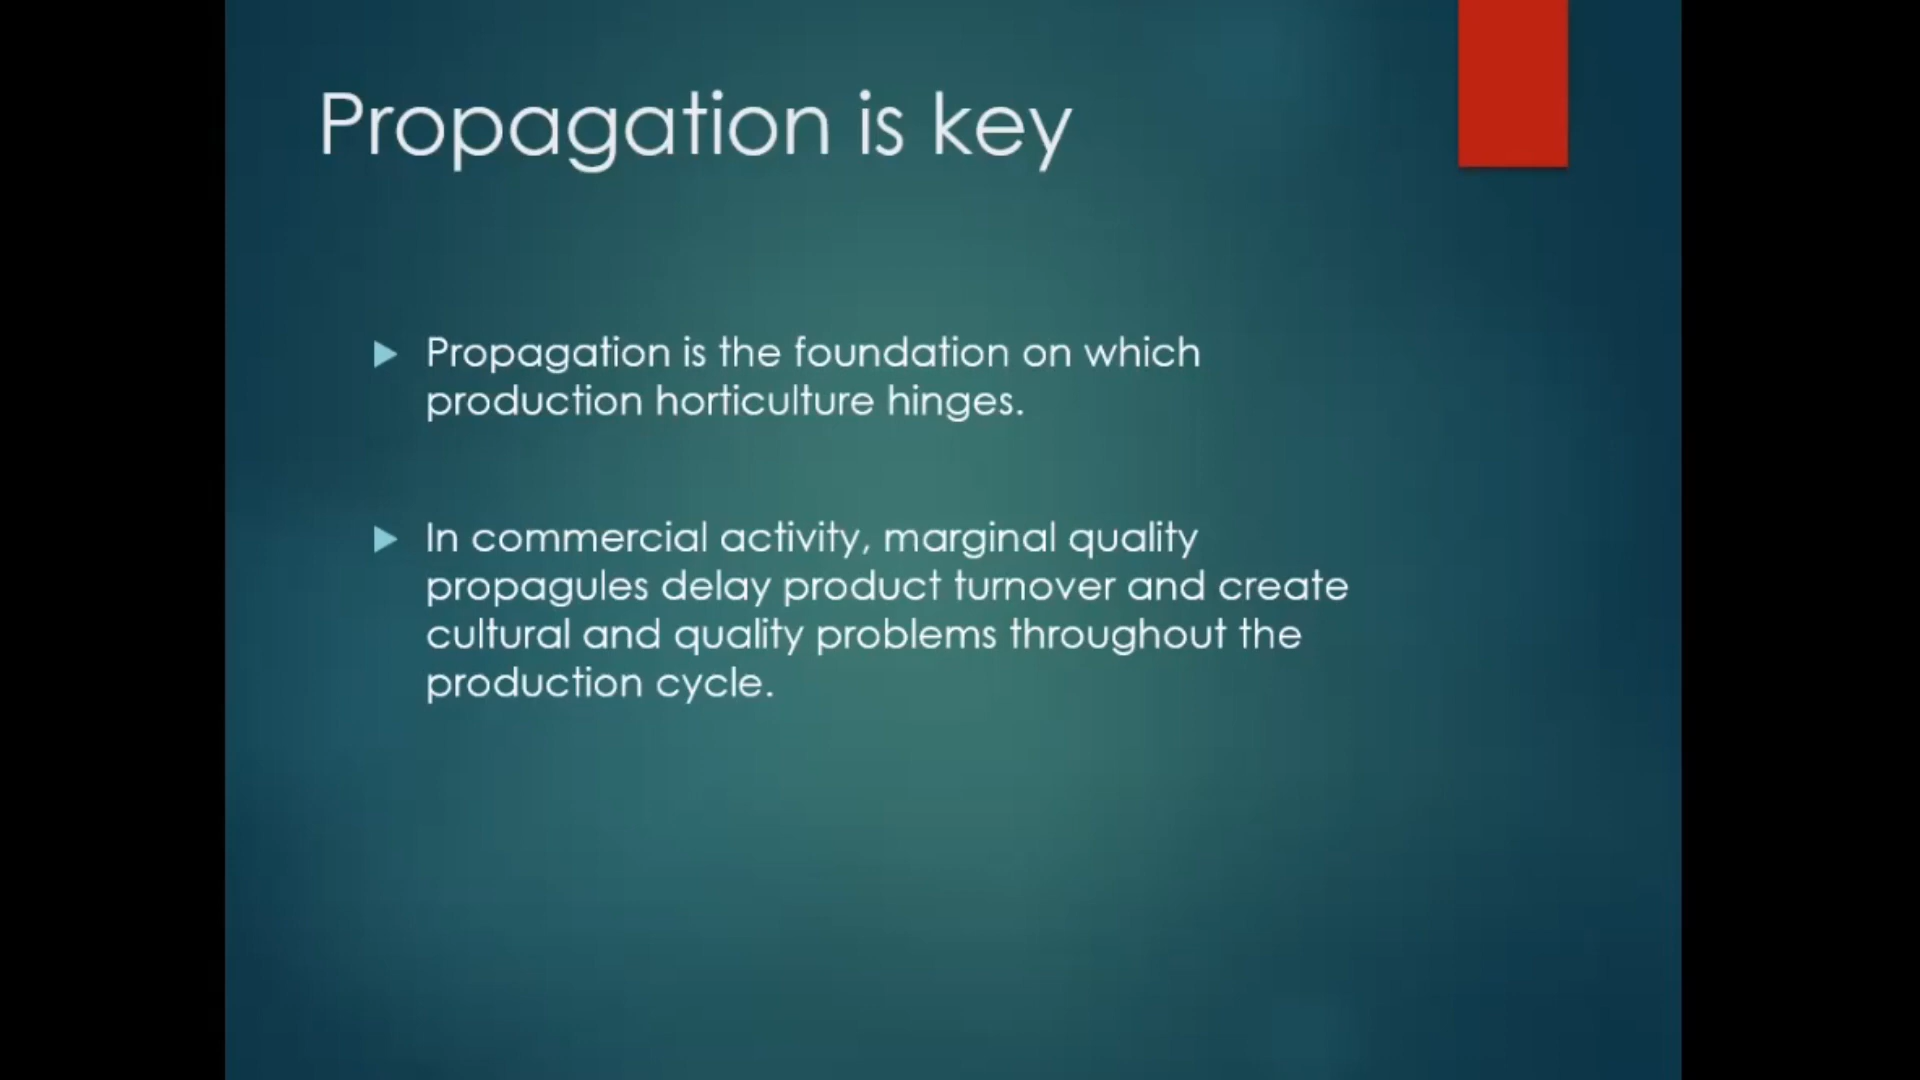 Propagation is key
Propagation is the foundation on which
production horticulture hinges.
In commercial activity, marginal quality
propagules delay product turnover and create
cultural and quality problems throughout the
production cycle.